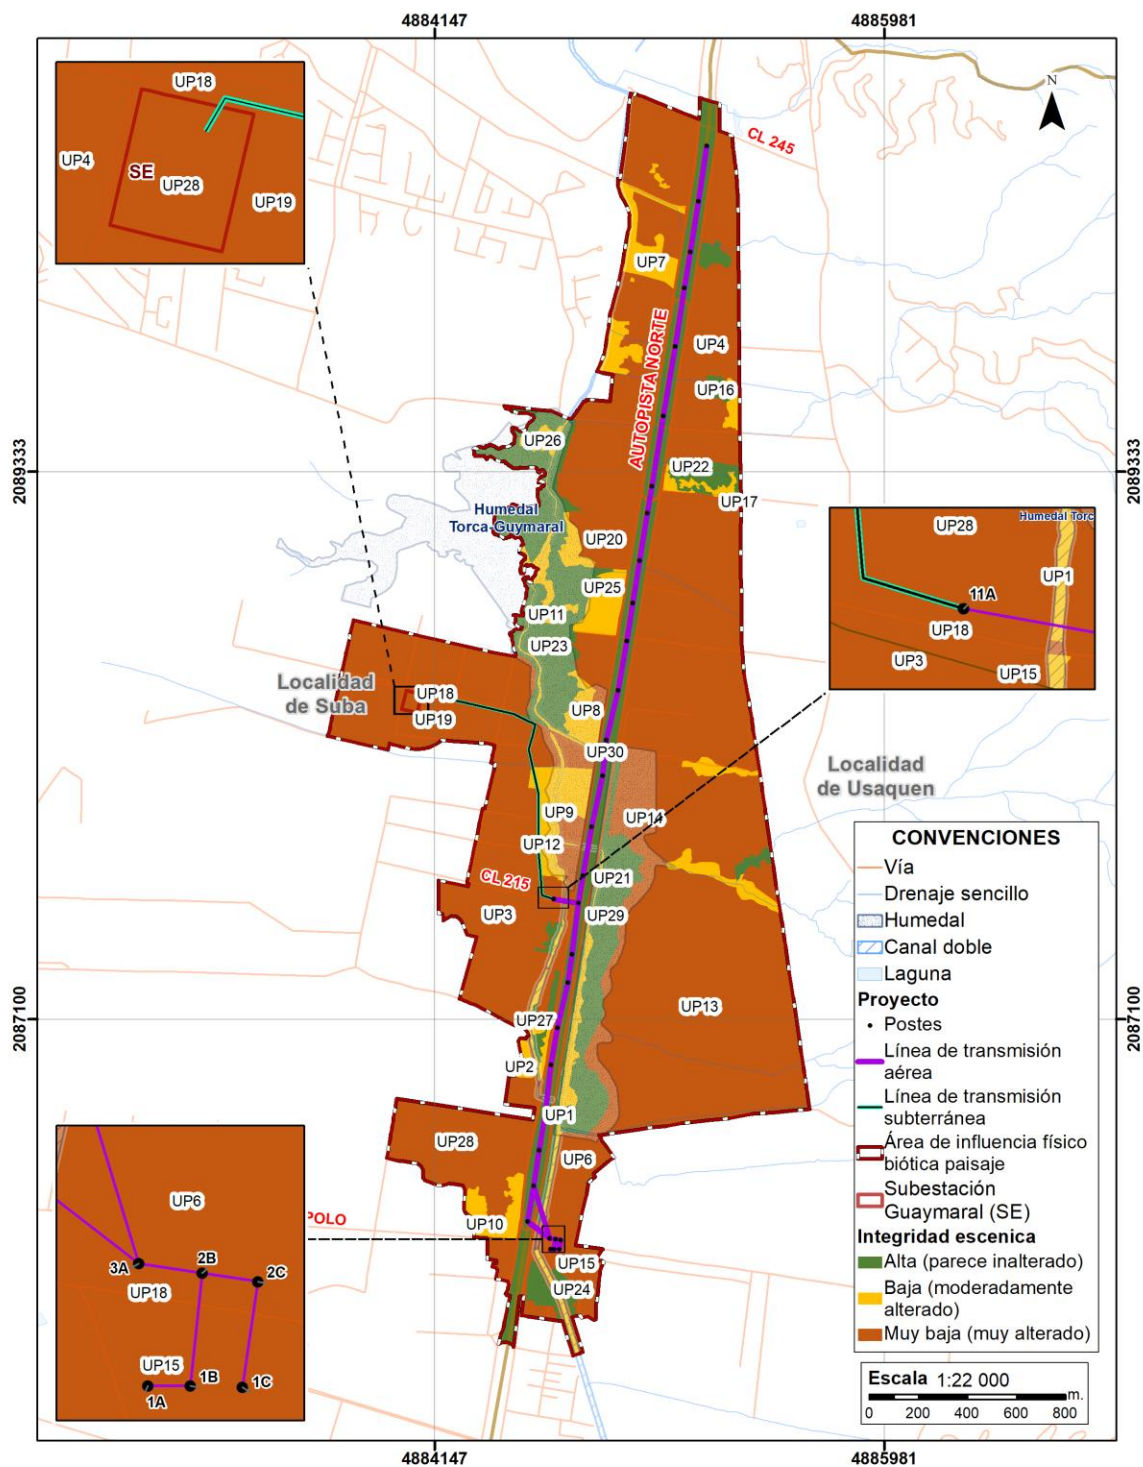 4884147
4885981
UP18
UP4
SE
UP28
UP19
N
CL 245
UP7
AUTOPISTA NORTE
UP4
UP16
UP26
UP22
UP17
2089333
2089333
Humedal
Torca-Guymaral
UP20
UP25
UP11
UP23
UP28
Humedal Torc
UP1
11A
UP18
UP3
UP15
Localidad
de Suba
UP18
UP19
UP8
UP30
Localidad
de Usaquen
UP9
UP14
UP12
CL 215
UP21
UP3
UP29
UP13
UP27
UP2
UP1
2087100
2087100
UP28
UP6
UP10
POLO
UP15
UP24
UP6
2B
3A
2C
UP18
UP15
1B
1C
1A
CONVENCIONES
Vía
Drenaje sencillo
Humedal
Canal doble
Laguna
Proyecto
Postes
Línea de transmisión
aérea
Línea de transmisión
subterránea
Área de influencia físico
biótica paisaje
Subestación
Guaymaral (SE)
Integridad escenica
Alta (parece inalterado)
Baja (moderadamente
alterado)
Muy baja (muy alterado)
Escala 1:22 000
m.
0 200 400 600 800
4884147
4885981